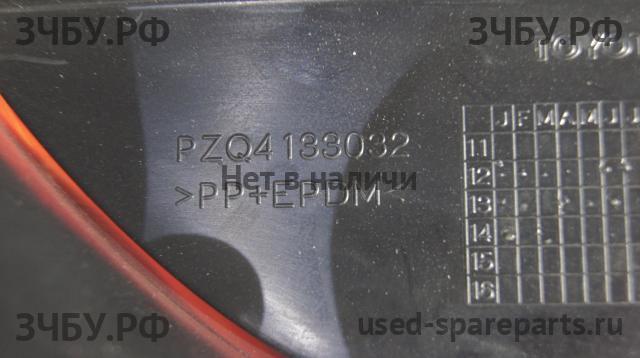 ЗЧБУ.РФ
ЗЧБУ.РФ
PZQ4133032
Нет в наличи
>PP+EPDM<
J F M A M J J
11
12
13
14
15
16
ЗЧБУ.РФ
used-spareparts.ru